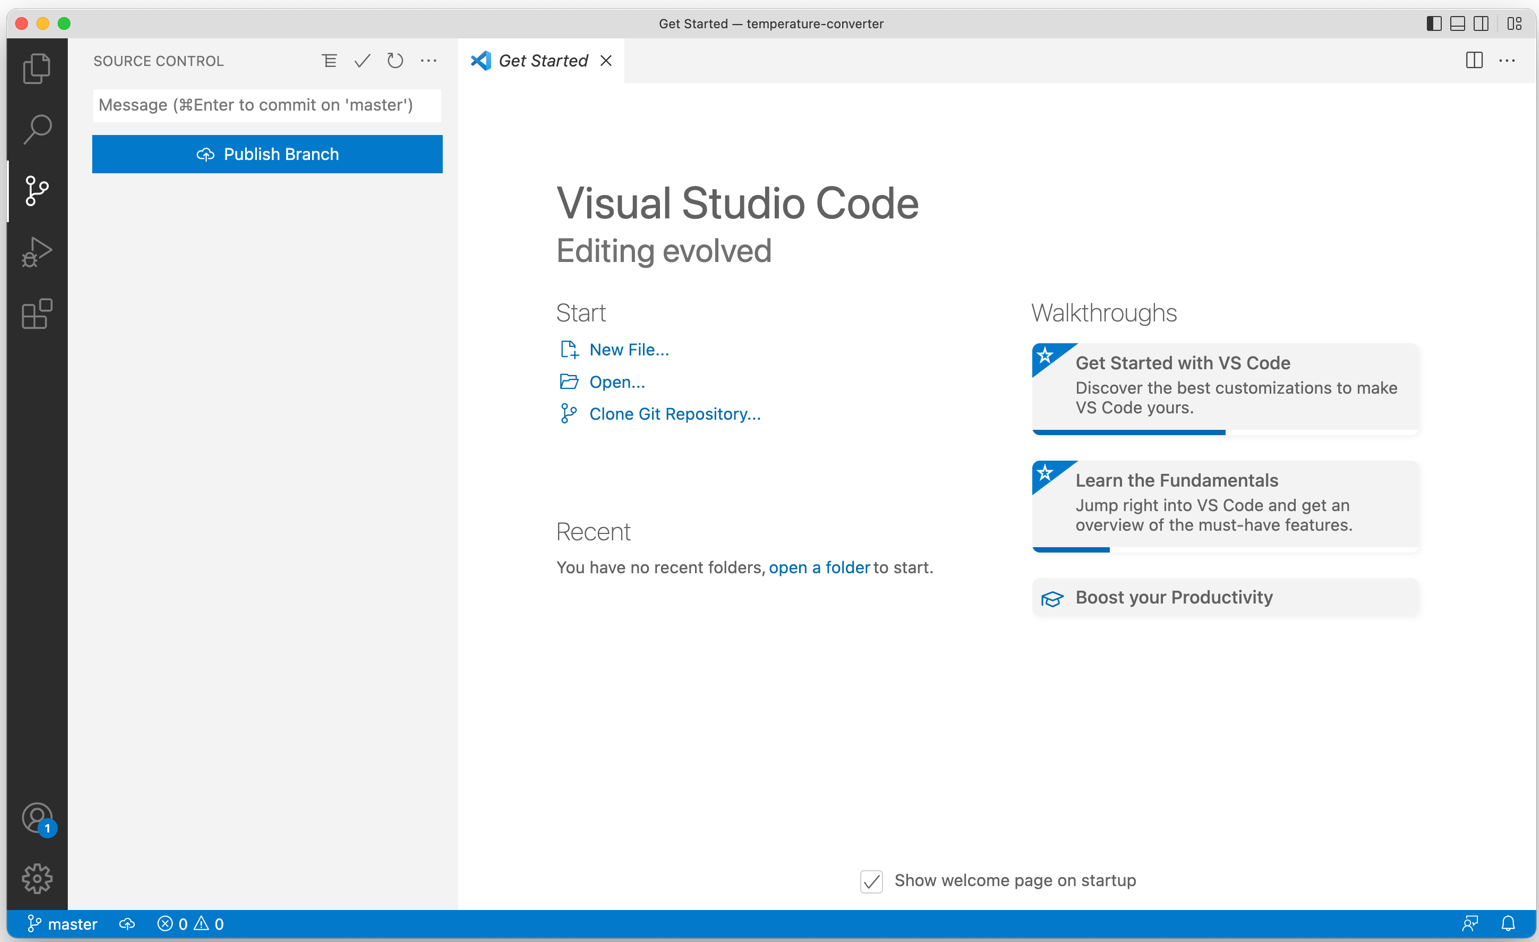 Get Started — temperature-converter
SOURCE CONTROL
Get Started
Message (⌘Enter to commit on 'master')
Publish Branch
Visual Studio Code
Editing evolved
Start
New File...
Open...
Clone Git Repository...
Recent
You have no recent folders, open a folder to start.
Walkthroughs
Get Started with VS Code
Discover the best customizations to make
VS Code yours.
Learn the Fundamentals
Jump right into VS Code and get an
overview of the must-have features.
Boost your Productivity
1
Show welcome page on startup
master 0 0